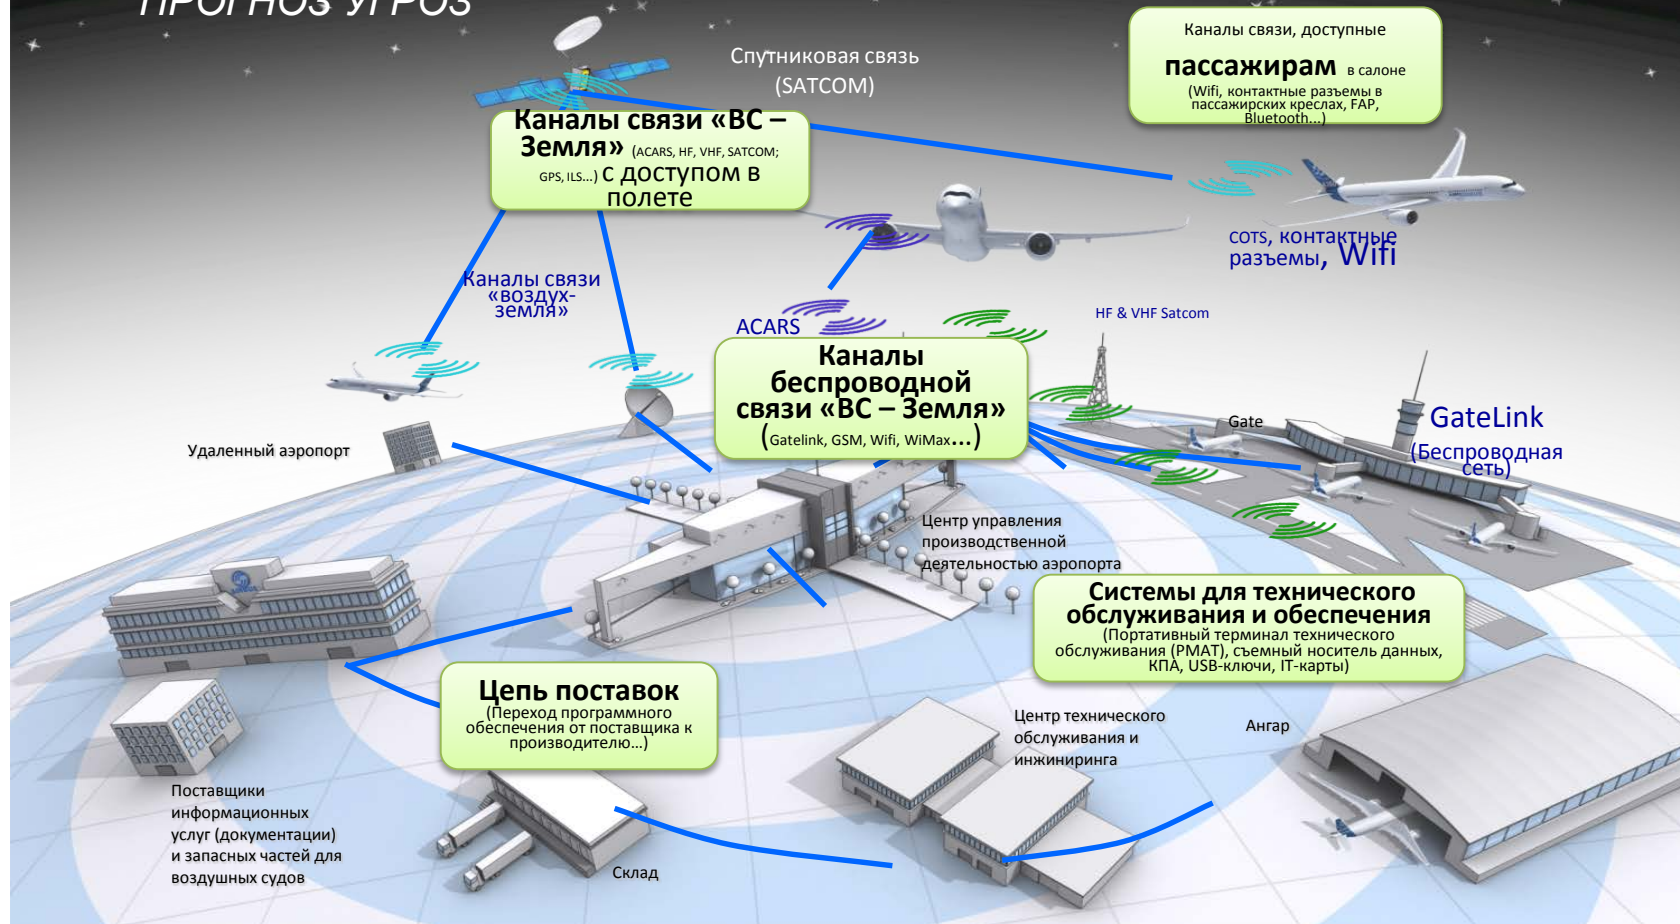 ПРОГНОЗ УГРОЗ
Спутниковая связь
(SATCOM)
Каналы связи, доступные
пассажирам в салоне
(Wifi, контактные разъемы в
пассажирских креслах, FAP,
Bluetooth...)
Каналы связи «ВС –
Земля» (ACARS, HF, VHF, SATCOM;
GPS, ILS...) с доступом в
полете
COTS, контактные
разъемы, Wifi
Каналы связи
«воздух-
земля»
ACARS
HF & VHF Satcom
Каналы
беспроводной
связи «ВС – Земля»
(Gatelink, GSM, Wifi, WiMax...)
Gate
GateLink
(Беспроводная
сеть)
Удаленный аэропорт
Центр управления
производственной
деятельностью аэропорта
Системы для технического
обслуживания и обеспечения
(Портативный терминал технического
обслуживания (PMAT), съемный носитель данных,
КПА, USB-ключи, IT-карты)
Цепь поставок
(Переход программного
обеспечения от поставщика к
производителю...)
Центр технического
обслуживания и
инжиниринга
Ангар
Поставщики
информационных
услуг (документации)
и запасных частей для
воздушных судов
Склад